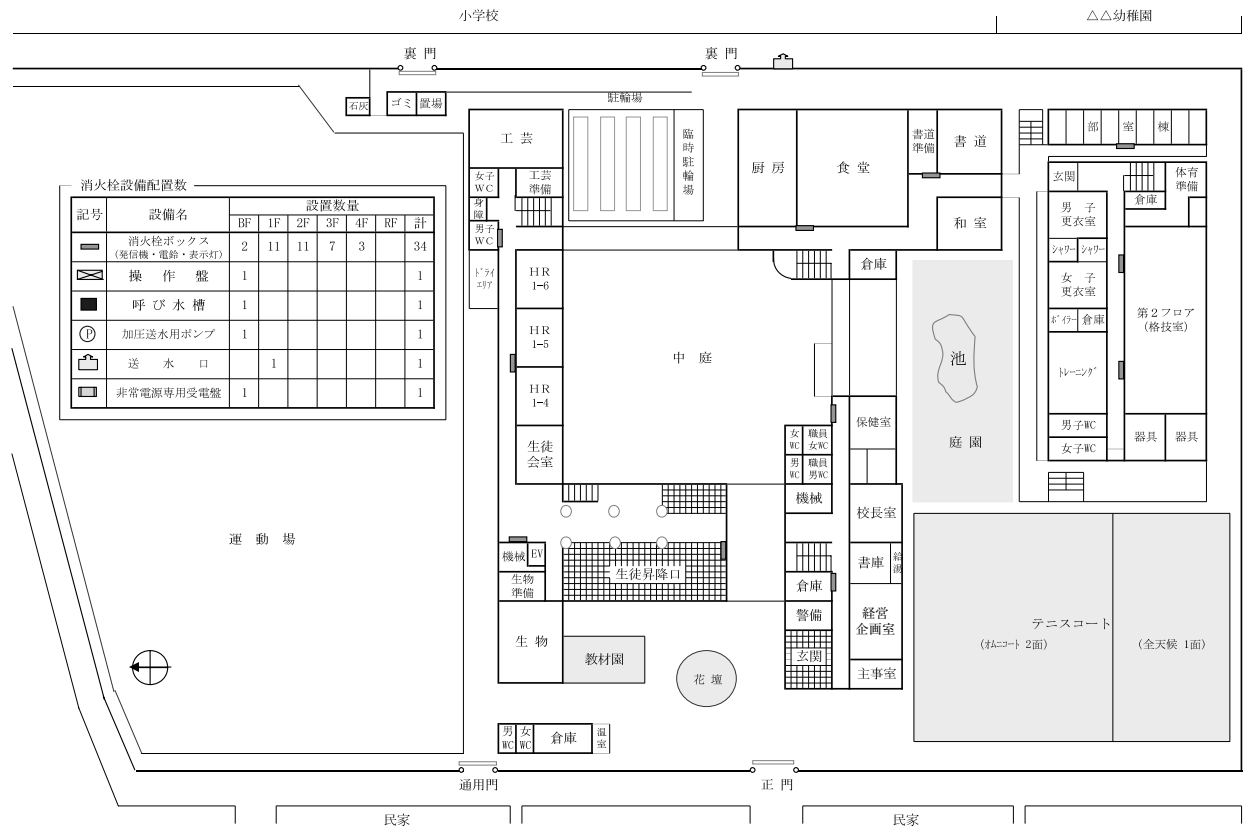 小学校
△△幼稚園
裏 門
裏 門
石灰
ゴミ
置場
駐輪場
工 芸
臨時駐輪場
厨 房
食 堂
書道
準備
書 道
部 室 棟
女子
WC
工芸
準備
身障
男子
WC
和 室
玄関
倉庫
体育
準備
男 子
更衣室
シャワー
シャワー
女 子
更衣室
ボイラー
倉庫
トレーニング
男子WC
女子WC
第2フロア
(格技室)
器具
器具
消火栓設備配置数
記号
設備名
設置数量
BF 1F 2F 3F 4F RF 計
消火栓ボックス
(発信機・電鈴・表示灯)
2 11 11 7 3 34
操 作 盤
1 1
呼 び 水 槽
1 1
P
加圧送水用ポンプ
1 1
送 水 口
1 1
非常電源専用受電盤
1 1
ドライ
エリア
HR
1-6
HR
1-5
HR
1-4
生徒
会室
中 庭
倉庫
池
庭 園
保健室
女
WC
職員
女WC
男
WC
職員
男WC
機械
校長室
運 動 場
機械
EV
生物
準備
生徒昇降口
書庫
給湯
倉庫
警備
経営
企画室
玄関
主事室
生 物
教材園
花 壇
テニスコート
(オムニコート 2面)
(全天候 1面)
男
WC
女
WC
倉庫
温室
通用門
正 門
民家
民家